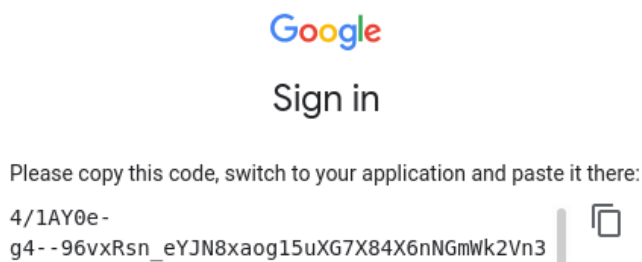 Google
Sign in
Please copy this code, switch to your application and paste it there:
4/1AY0e-
g4--96vxRsn_eYJN8xaog15uXG7X84X6nNGmWk2Vn3